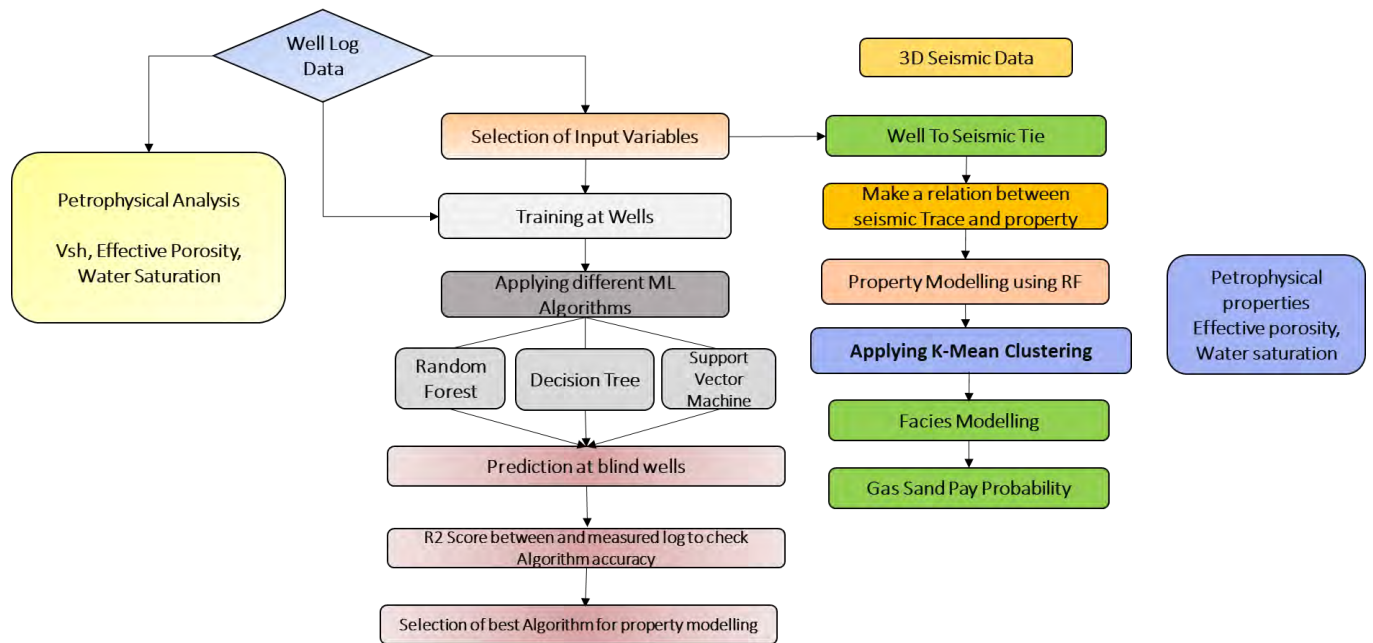 Well Log
Data
3D Seismic Data
Selection of Input Variables
Well To Seismic Tie
Petrophysical Analysis
Vsh, Effective Porosity,
Water Saturation
Training at Wells
Make a relation between
seismic Trace and property
Applying different ML
Algorithms
Property Modelling using RF
Petrophysical
properties
Effective porosity,
Water saturation
Random
Forest
Decision Tree
Support
Vector
Machine
Applying K-Mean Clustering
Facies Modelling
Prediction at blind wells
Gas Sand Pay Probability
R2 Score between and measured log to check
Algorithm accuracy
Selection of best Algorithm for property modelling